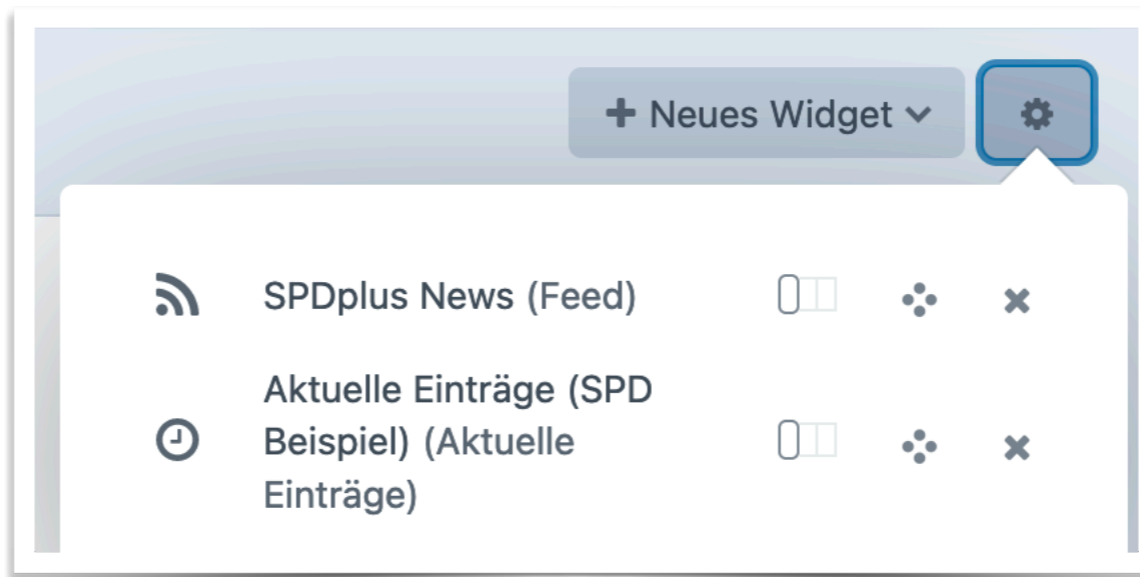 Neues Widget
SPDplus News (Feed)
Aktuelle Einträge (SPD
Beispiel) (Aktuelle
Einträge)